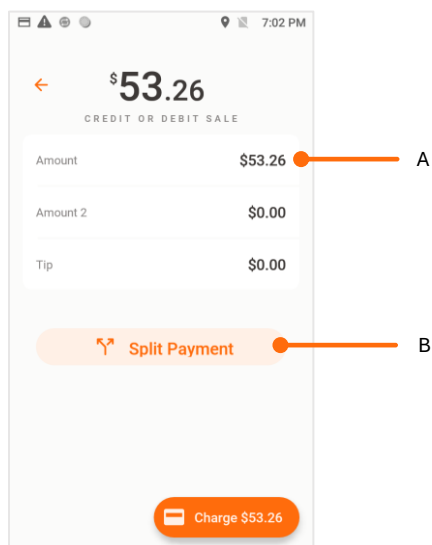 7:02 PM
$53.26
CREDIT OR DEBIT SALE
Amount $53.26 A
Amount 2 $0.00
Tip $0.00
Split Payment B
Charge $53.26